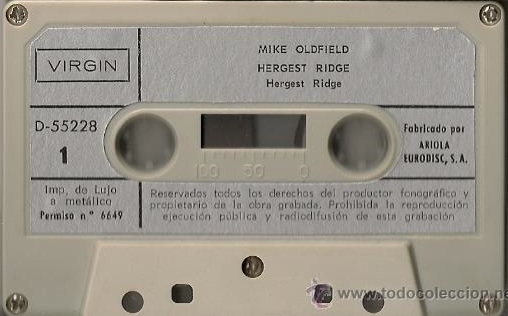 VIRGIN
MIKE OLDFIELD
HERGEST RIDGE
Hergest Ridge
D-55228
1
Fabricado por
ARIOLA
EURODISC, S.A.
100 50 0
Imp. de Lujo
a metálico
Permiso n° 6649
Reservados todos los derechos del productor fonográfico y
propietario de la obra grabada. Prohibida la reproducción
ejecución pública y radiodifusión de esta grabación
www.todocoleccion.net